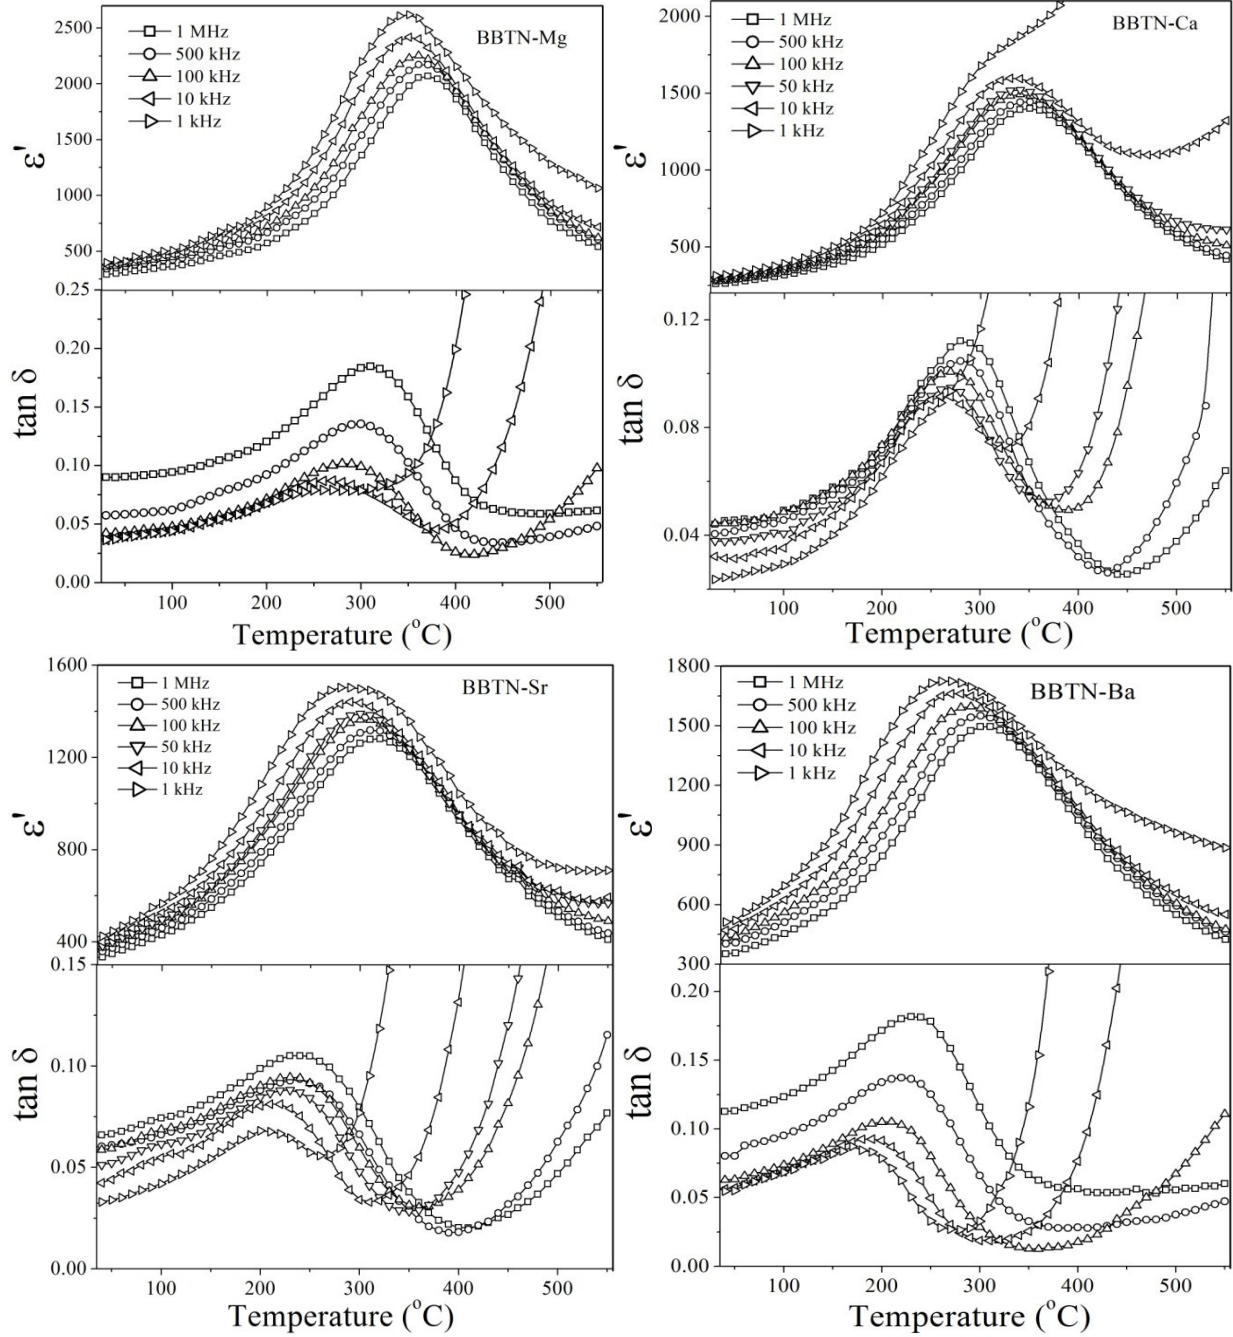 BBTN-Mg
1 MHz
500 kHz
100 kHz
10 kHz
1 kHz
2500
2000
1500
1000
500
ε'
0.25
0.20
0.15
0.10
0.05
0.00
tan δ
100 200 300 400 500
Temperature (°C)
BBTN-Ca
1 MHz
500 kHz
100 kHz
50 kHz
10 kHz
1 kHz
2000
1500
1000
500
ε'
0.12
0.08
0.04
tan δ
100 200 300 400 500
Temperature (°C)
BBTN-Sr
1 MHz
500 kHz
100 kHz
50 kHz
10 kHz
1 kHz
1600
1200
800
400
ε'
0.15
0.10
0.05
0.00
tan δ
100 200 300 400 500
Temperature (°C)
BBTN-Ba
1 MHz
500 kHz
100 kHz
10 kHz
1 kHz
1800
1500
1200
900
600
300
ε'
0.20
0.15
0.10
0.05
0.00
tan δ
100 200 300 400 500
Temperature (°C)